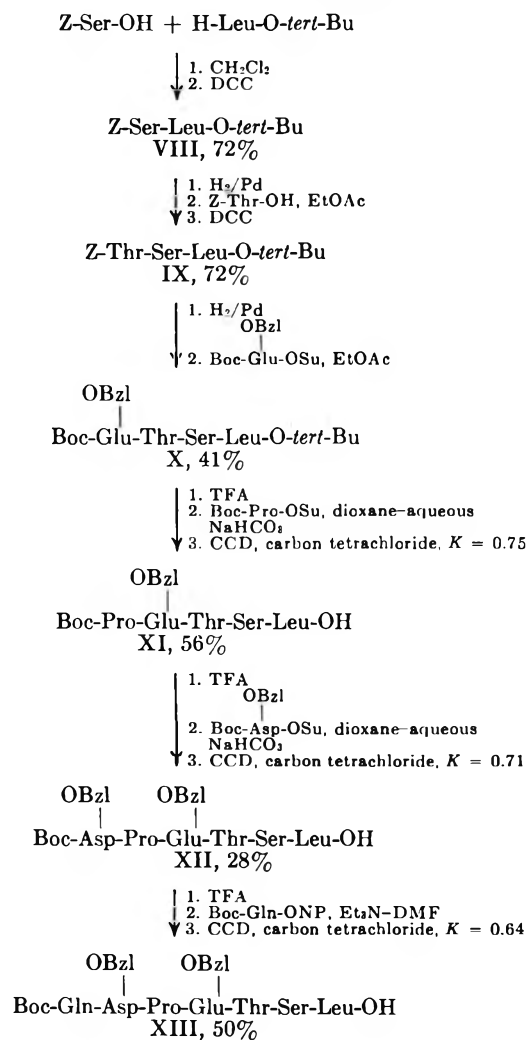 Z-Ser-OH + H-Leu-O-tert-Bu
1. CH₂Cl₂
2. DCC
Z-Ser-Leu-O-tert-Bu
VIII, 72%
1. H₂/Pd
2. Z-Thr-OH, EtOAc
3. DCC
Z-Thr-Ser-Leu-O-tert-Bu
IX, 72%
1. H₂/Pd
OBzl
2. Boc-Glu-OSu, EtOAc
OBzl
Boc-Glu-Thr-Ser-Leu-O-tert-Bu
X, 41%
1. TFA
2. Boc-Pro-OSu, dioxane-aqueous
NaHCO₃
3. CCD, carbon tetrachloride, K = 0.75
OBzl
Boc-Pro-Glu-Thr-Ser-Leu-OH
XI, 56%
1. TFA
OBzl
2. Boc-Asp-OSu, dioxane-aqueous
NaHCO₃
3. CCD, carbon tetrachloride, K = 0.71
OBzl OBzl
Boc-Asp-Pro-Glu-Thr-Ser-Leu-OH
XII, 28%
1. TFA
2. Boc-Gln-ONP, Et₃N-DMF
3. CCD, carbon tetrachloride, K = 0.64
OBzl OBzl
Boc-Gln-Asp-Pro-Glu-Thr-Ser-Leu-OH
XIII, 50%